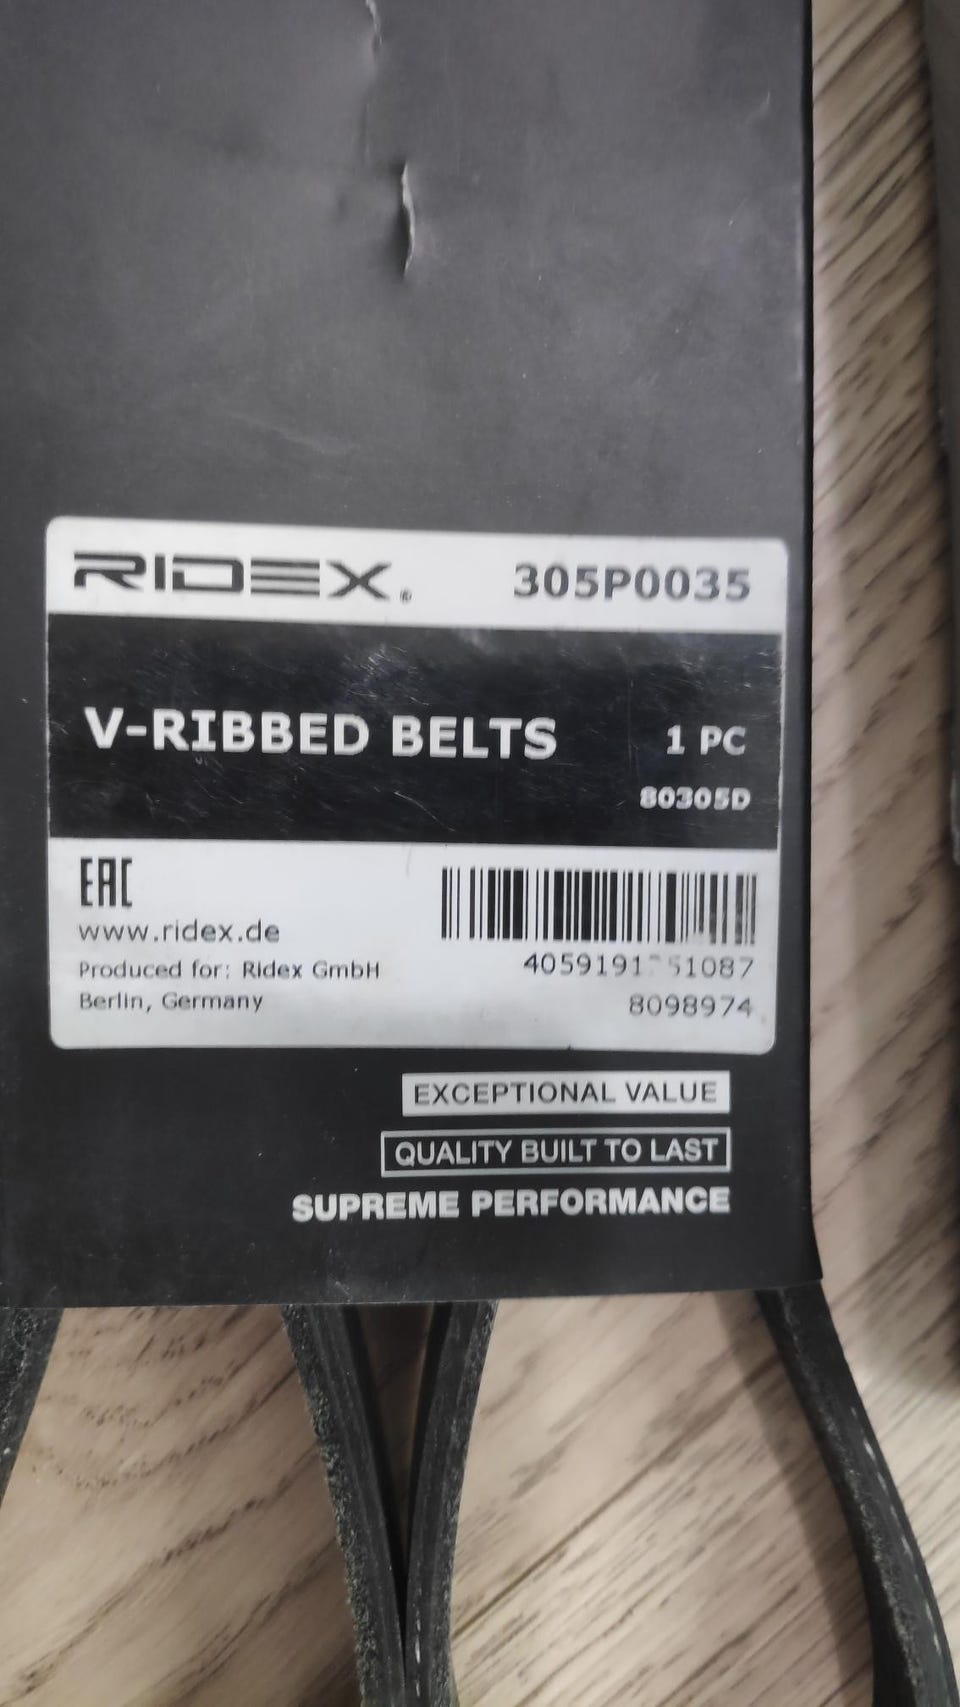 RIDEX® 305P0035
V-RIBBED BELTS 1 PC
80305D
EAC
www.ridex.de
Produced for: Ridex GmbH
Berlin, Germany
8098974
EXCEPTIONAL VALUE
QUALITY BUILT TO LAST
SUPREME PERFORMANCE